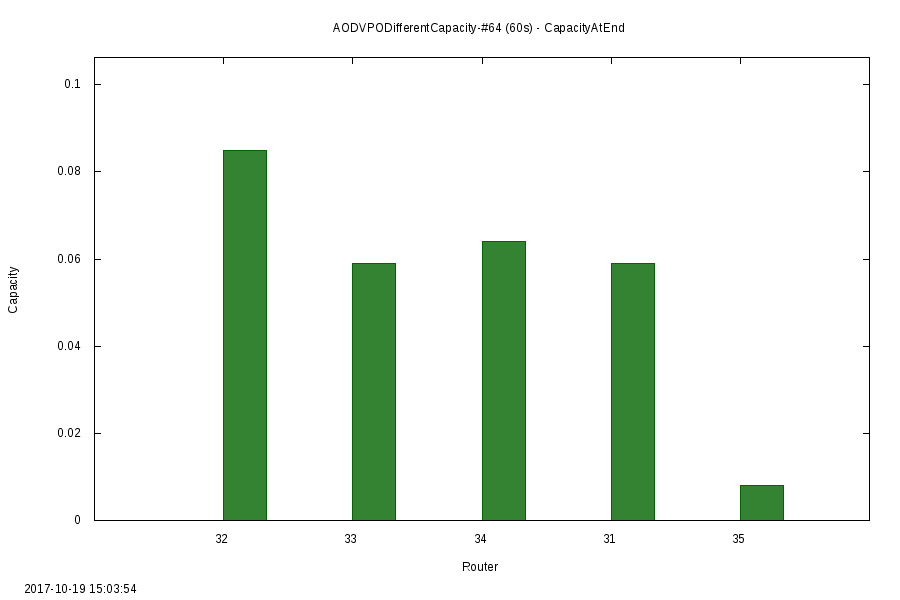 AODVPODifferentCapacity-#64 (60s) - CapacityAtEnd
0.1
0.08
0.06
0.04
0.02
0
Capacity
32 33 34 31 35
Router
2017-10-19 15:03:54